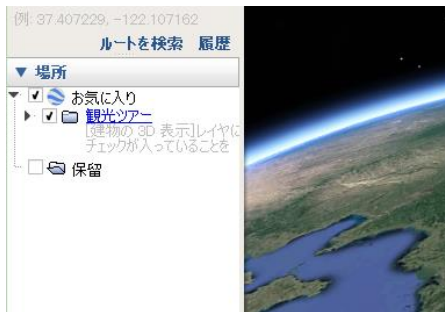 例: 37.407229, -122.107162
ルートを検索 履歴
▼ 場所
お気に入り
観光ツアー
[建物の 3D 表示]レイヤに
チェックが入っていることを
保留